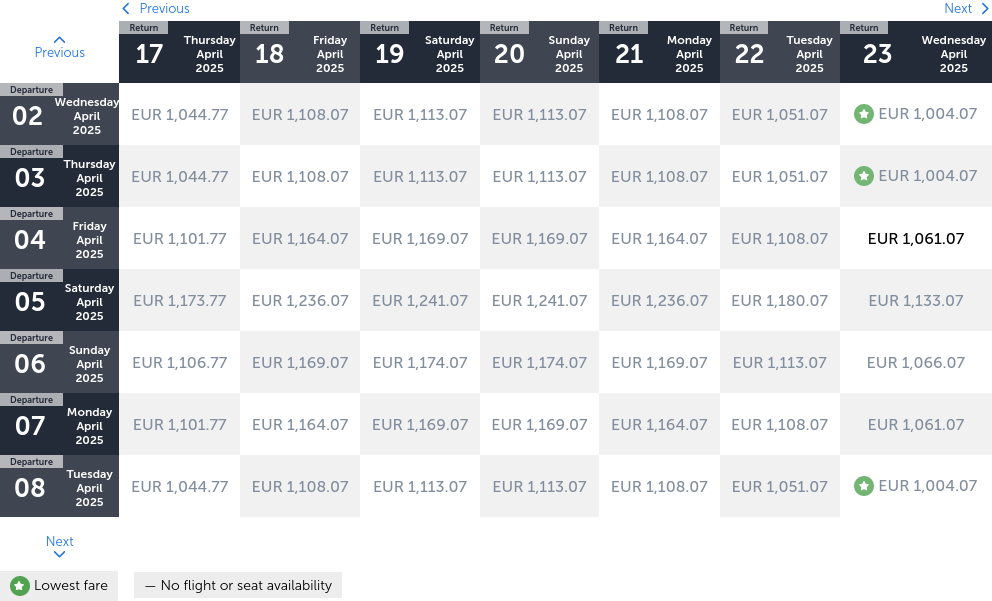 Previous Next
Previous
Return Return Return Return Return Return Return
17 Thursday April 2025 18 Friday April 2025 19 Saturday April 2025 20 Sunday April 2025 21 Monday April 2025 22 Tuesday April 2025 23 Wednesday April 2025
Departure
02 Wednesday April 2025 EUR 1,044.77 EUR 1,108.07 EUR 1,113.07 EUR 1,113.07 EUR 1,108.07 EUR 1,051.07 EUR 1,004.07
Departure
03 Thursday April 2025 EUR 1,044.77 EUR 1,108.07 EUR 1,113.07 EUR 1,113.07 EUR 1,108.07 EUR 1,051.07 EUR 1,004.07
Departure
04 Friday April 2025 EUR 1,101.77 EUR 1,164.07 EUR 1,169.07 EUR 1,169.07 EUR 1,164.07 EUR 1,108.07 EUR 1,061.07
Departure
05 Saturday April 2025 EUR 1,173.77 EUR 1,236.07 EUR 1,241.07 EUR 1,241.07 EUR 1,236.07 EUR 1,180.07 EUR 1,133.07
Departure
06 Sunday April 2025 EUR 1,106.77 EUR 1,169.07 EUR 1,174.07 EUR 1,174.07 EUR 1,169.07 EUR 1,113.07 EUR 1,066.07
Departure
07 Monday April 2025 EUR 1,101.77 EUR 1,164.07 EUR 1,169.07 EUR 1,169.07 EUR 1,164.07 EUR 1,108.07 EUR 1,061.07
Departure
08 Tuesday April 2025 EUR 1,044.77 EUR 1,108.07 EUR 1,113.07 EUR 1,113.07 EUR 1,108.07 EUR 1,051.07 EUR 1,004.07
Next
Lowest fare — No flight or seat availability